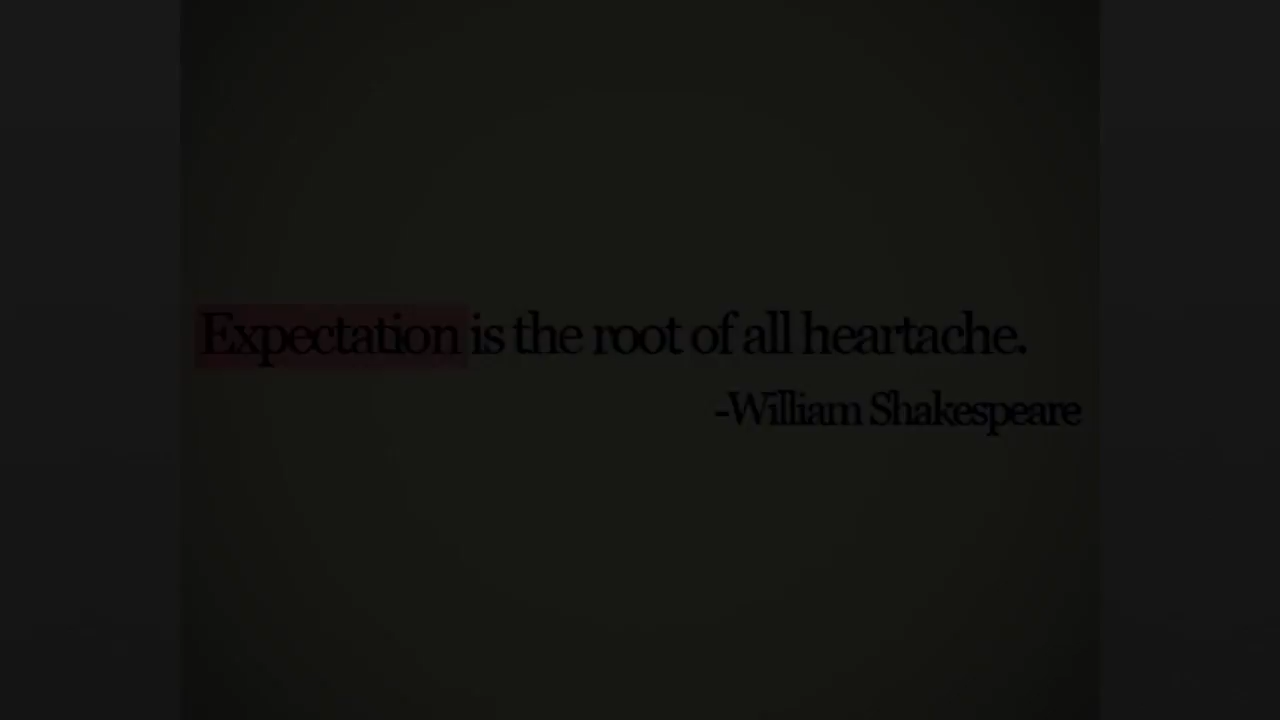 Expectation is the root of all heartache.
-William Shakespeare